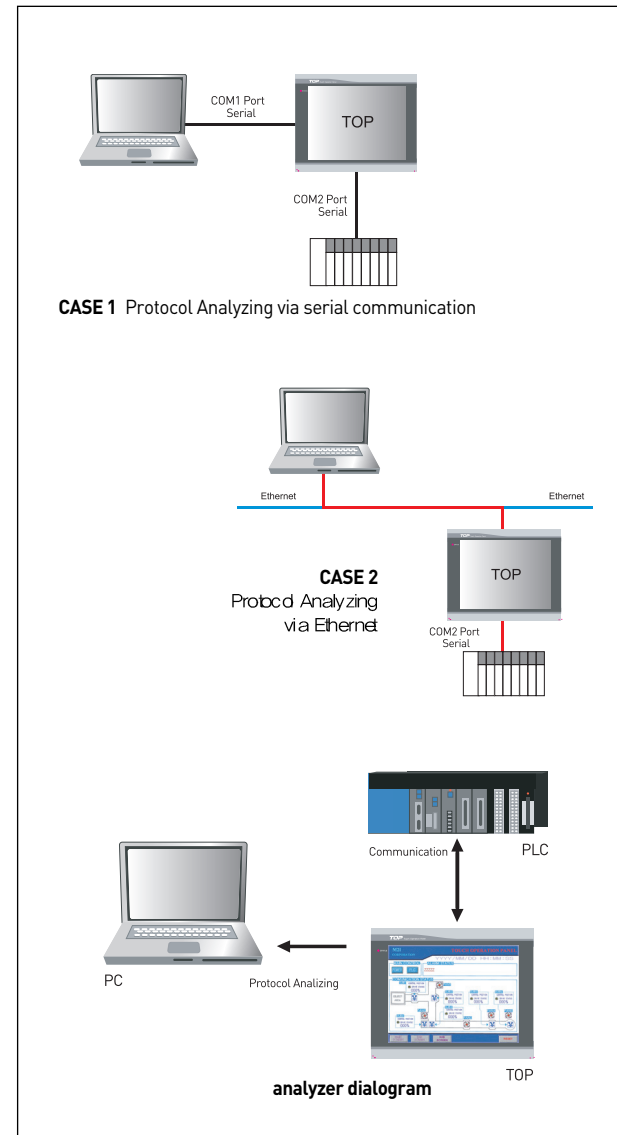 TOP
COM1 Port
Serial
TOP
COM2 Port
Serial
CASE 1 Protocol Analyzing via serial communication
Ethernet
Ethernet
TOP
CASE 2
Protocol Analyzing
via Ethernet
TOP
COM2 Port
Serial
Communication
PLC
TOP
PC
Protocol Analizing
TOP
analyzer dialogram